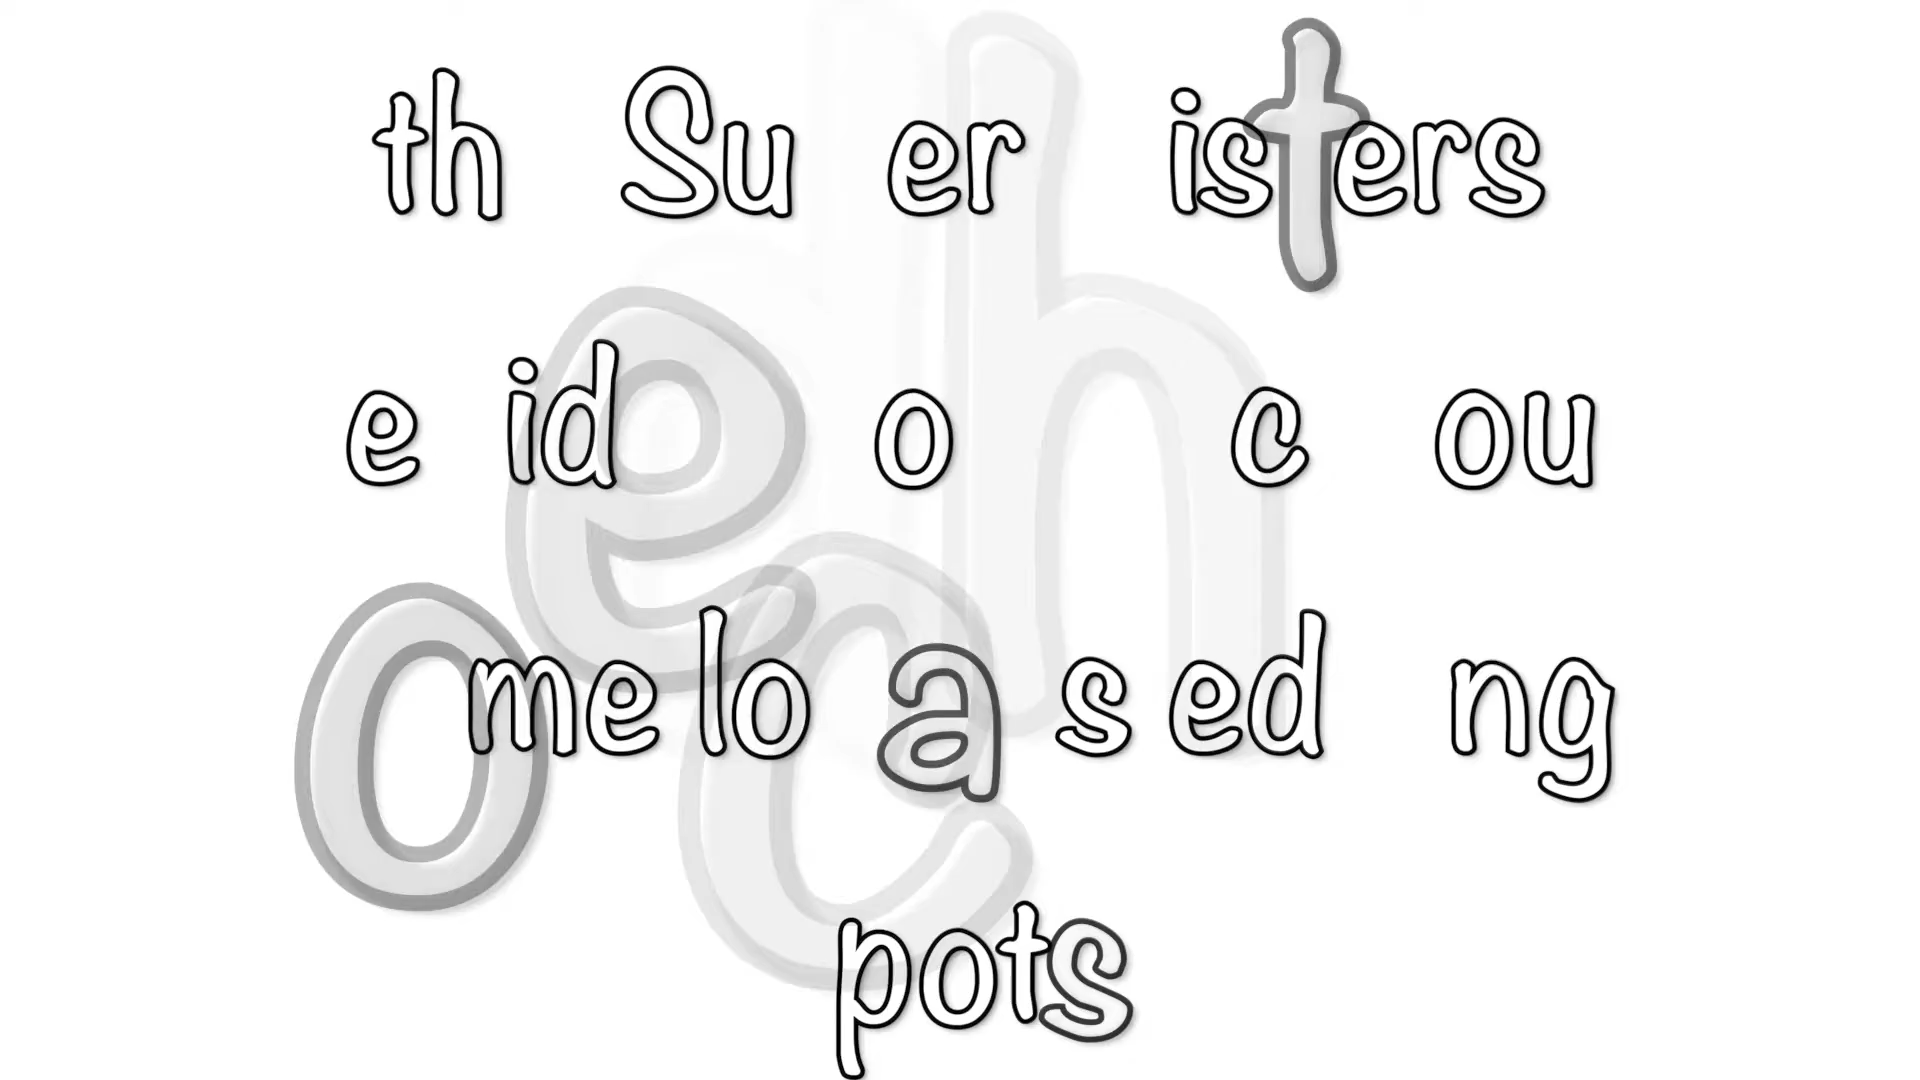 th Su er isters
e id o c ou
me lo a s ed ng
pots